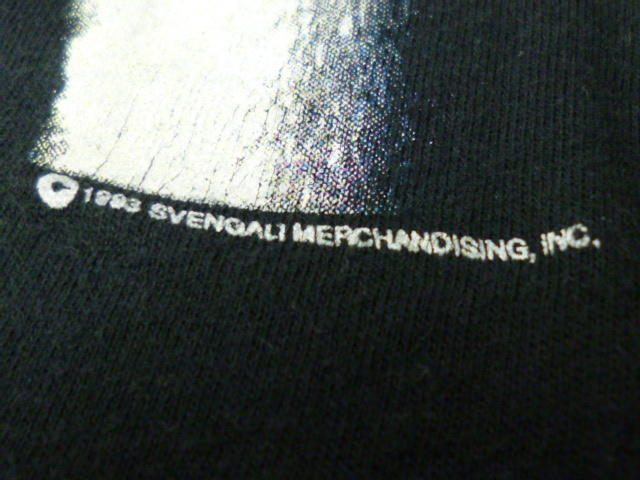 © 1993 SVENGALI MERCHANDISING, INC.